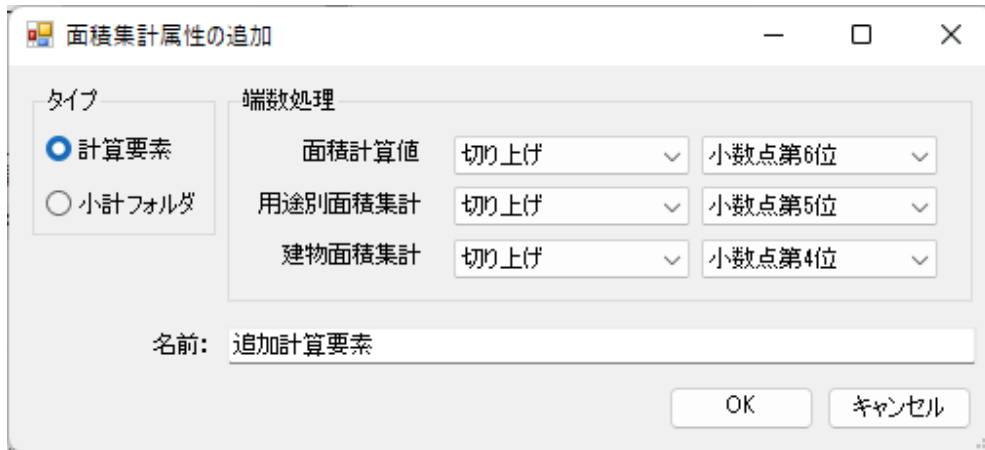 面積集計属性の追加
タイプ
計算要素
小計フォルダ
端数処理
面積計算値 切り上げ 小数点第6位
用途別面積集計 切り上げ 小数点第5位
建物面積集計 切り上げ 小数点第4位
名前: 追加計算要素
OK キャンセル